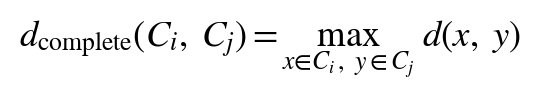 d_complete(C_i, C_j) = max_{x∈C_i, y∈C_j} d(x, y)